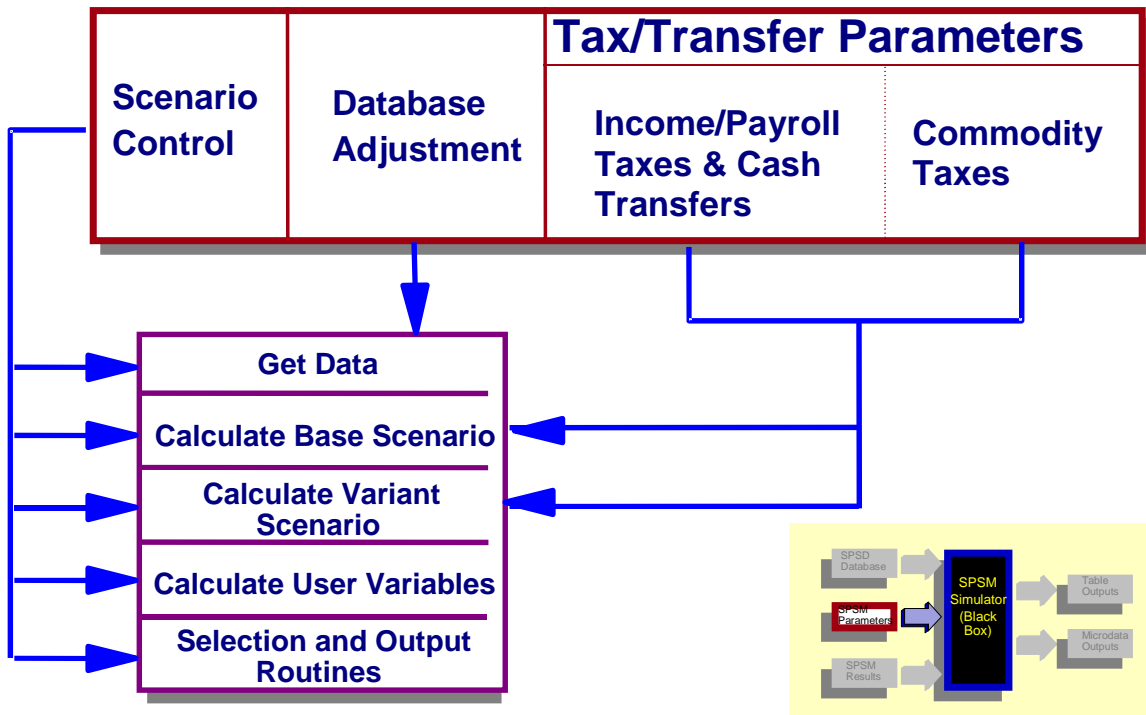 Tax/Transfer Parameters
Scenario
Control
Database
Adjustment
Income/Payroll
Taxes & Cash
Transfers
Commodity
Taxes
Get Data
Calculate Base Scenario
Calculate Variant
Scenario
Calculate User Variables
Selection and Output
Routines
SPSD
Database
SPSM
Parameters
SPSM
Results
SPSM
Simulator
(Black
Box)
Table
Outputs
Microdata
Outputs